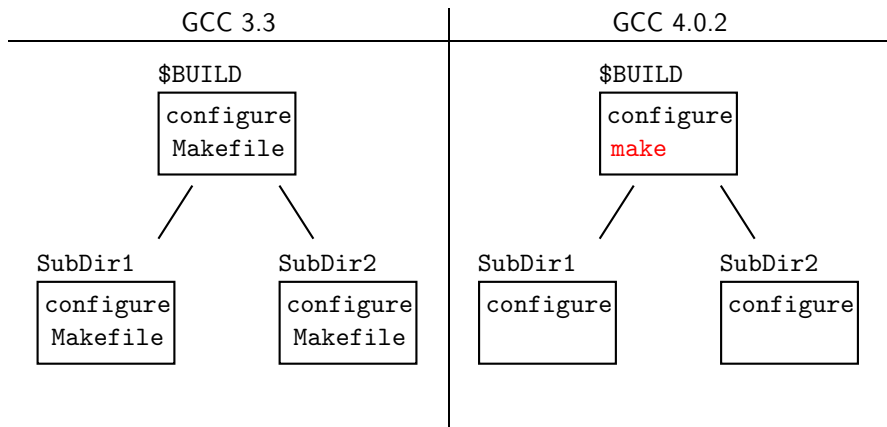 GCC 3.3
GCC 4.0.2
$BUILD
configure
Makefile
SubDir1
configure
Makefile
SubDir2
configure
Makefile
$BUILD
configure
make
SubDir1
configure
SubDir2
configure